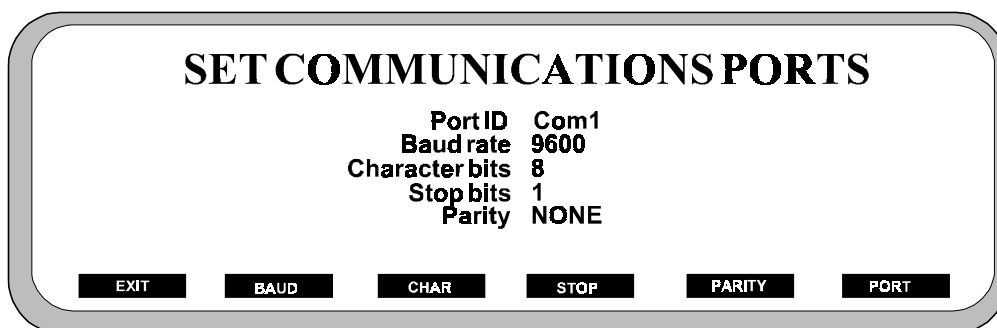 SET COMMUNICATIONS PORTS
Port ID Com1
Baud rate 9600
Character bits 8
Stop bits 1
Parity NONE
EXIT BAUD CHAR STOP PARITY PORT